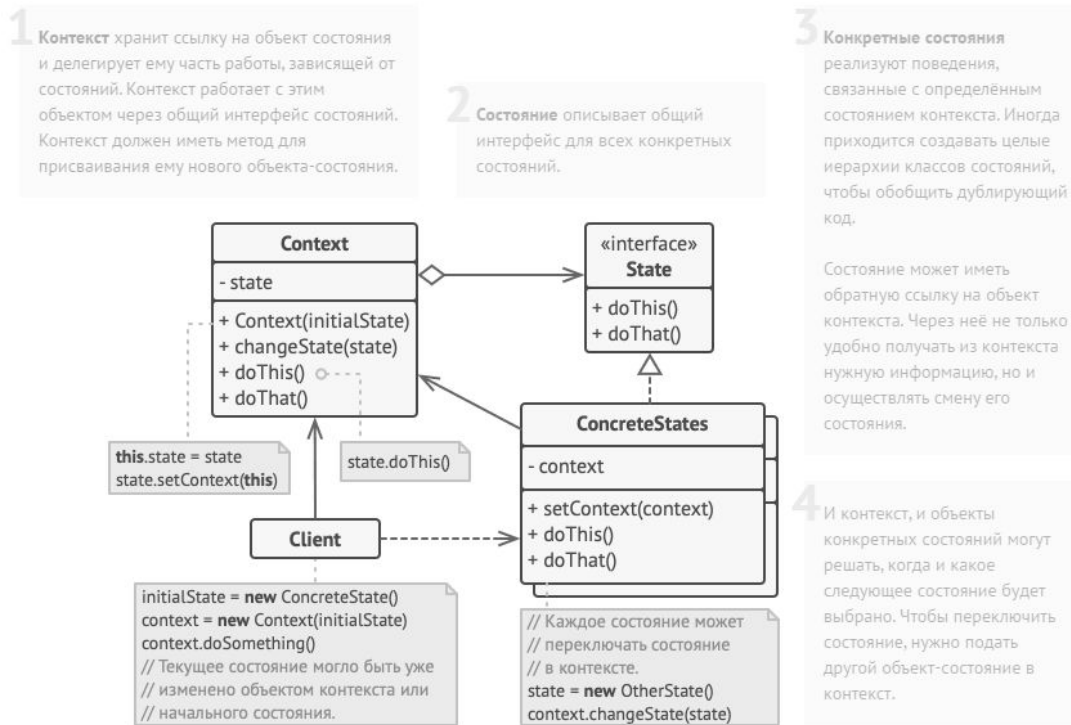 1
Контекст хранит ссылку на объект состояния
и делегирует ему часть работы, зависящей от
состояний. Контекст работает с этим
объектом через общий интерфейс состояний.
Контекст должен иметь метод для
присваивания ему нового объекта-состояния.
2
Состояние описывает общий
интерфейс для всех конкретных
состояний.
3
Конкретные состояния
реализуют поведения,
связанные с определённым
состоянием контекста. Иногда
приходится создавать целые
иерархии классов состояний,
чтобы обобщить дублирующий
код.
Состояние может иметь
обратную ссылку на объект
контекста. Через неё не только
удобно получать из контекста
нужную информацию, но и
осуществлять смену его
состояния.
Context
- state
+ Context(initialState)
+ changeState(state)
+ doThis()
+ doThat()
«interface»
State
+ doThis()
+ doThat()
this.state = state
state.setContext(this)
state.doThis()
ConcreteStates
- context
+ setContext(context)
+ doThis()
+ doThat()
Client
initialState = new ConcreteState()
context = new Context(initialState)
context.doSomething()
// Текущее состояние могло быть уже
// изменено объектом контекста или
// начального состояния.
// Каждое состояние может
// переключать состояние
// в контексте.
state = new OtherState()
context.changeState(state)
4
И контекст, и объекты
конкретных состояний могут
решать, когда и какое
следующее состояние будет
выбрано. Чтобы переключить
состояние, нужно подать
другой объект-состояние в
контекст.